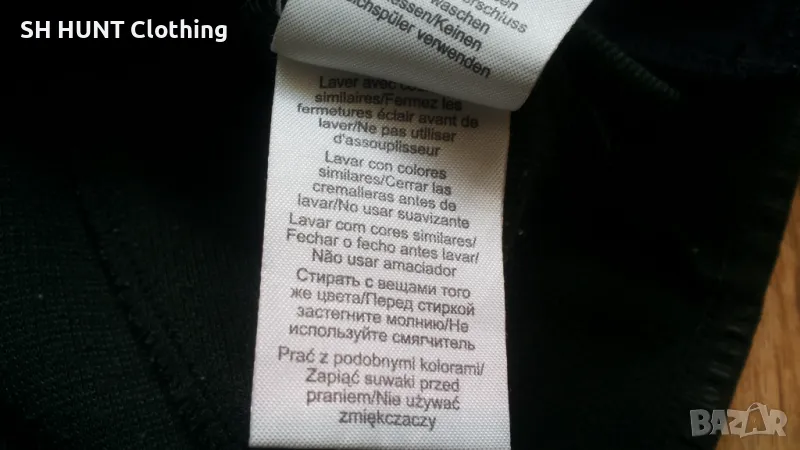 SH HUNT Clothing
verwenden
Laver avec
similaires/Fermez les
fermetures éclair avant de
laver/Ne pas utiliser
d'assouplisseur
Lavar con colores
similares/Cerrar las
cremalleras antes de
lavar/No usar suavizante
Lavar com cores similares/
Fechar o fecho antes lavar/
Não usar amaciador
Стирать с вещами того
же цвета/Перед стиркой
застегните молнию/Не
используйте смягчитель
Prać z podobnymi kolorami/
Zapiąć suwaki przed
praniem/Nie używać
zmiękczaczy
BAZAR